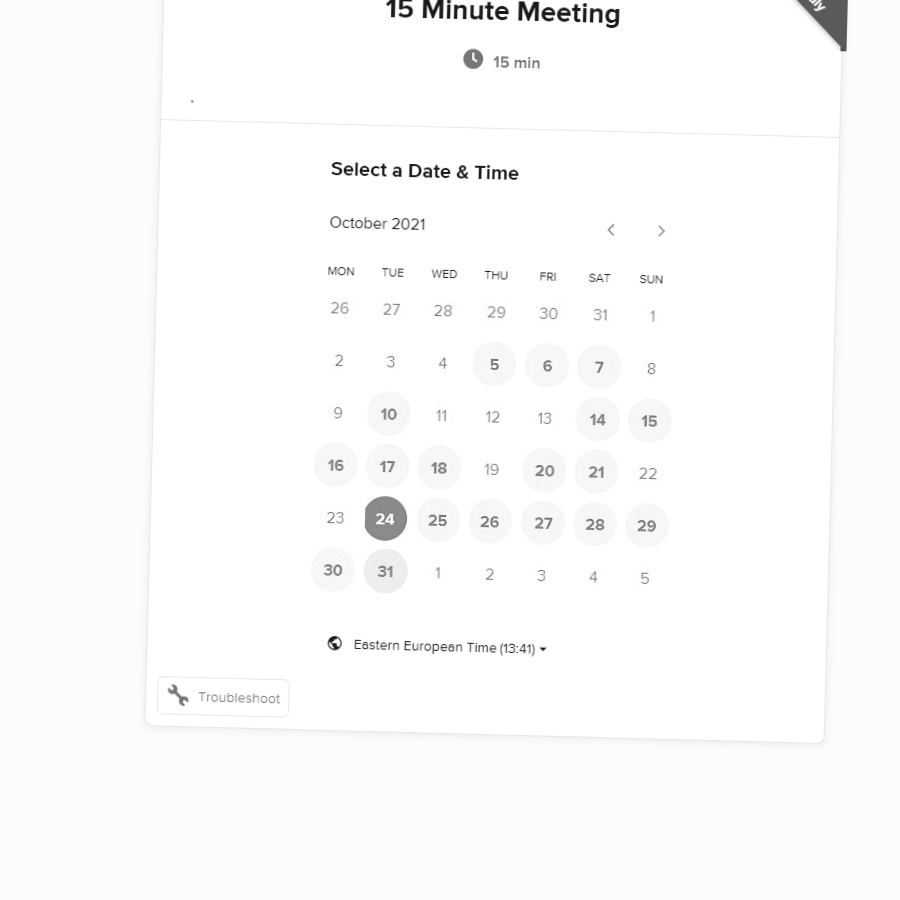 15 Minute Meeting
15 min
.
Select a Date & Time
October 2021
MON TUE WED THU FRI SAT SUN
26 27 28 29 30 31 1
2 3 4 5 6 7 8
9 10 11 12 13 14 15
16 17 18 19 20 21 22
23 24 25 26 27 28 29
30 31 1 2 3 4 5
Eastern European Time (13:41)
Troubleshoot